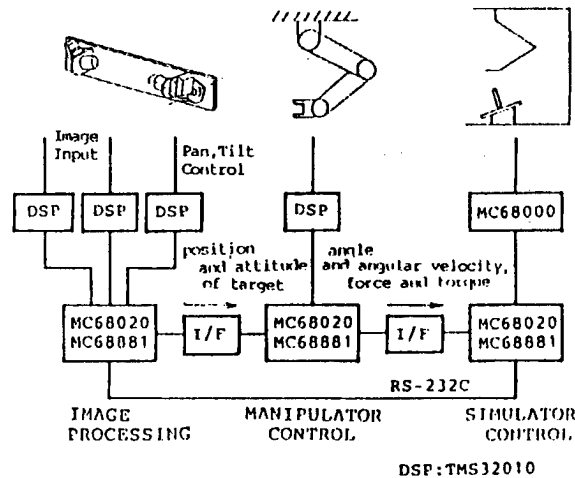 Image
Input
Pan,Tilt
Control
DSP
DSP
DSP
DSP
MC68000
position
and attitude
of target
angle
and angular velocity,
force and torque
MC68020
MC68881
I/F
MC68020
MC68881
I/F
MC68020
MC68881
RS-232C
IMAGE
PROCESSING
MANIPULATOR
CONTROL
SIMULATOR
CONTROL
DSP:TMS32010